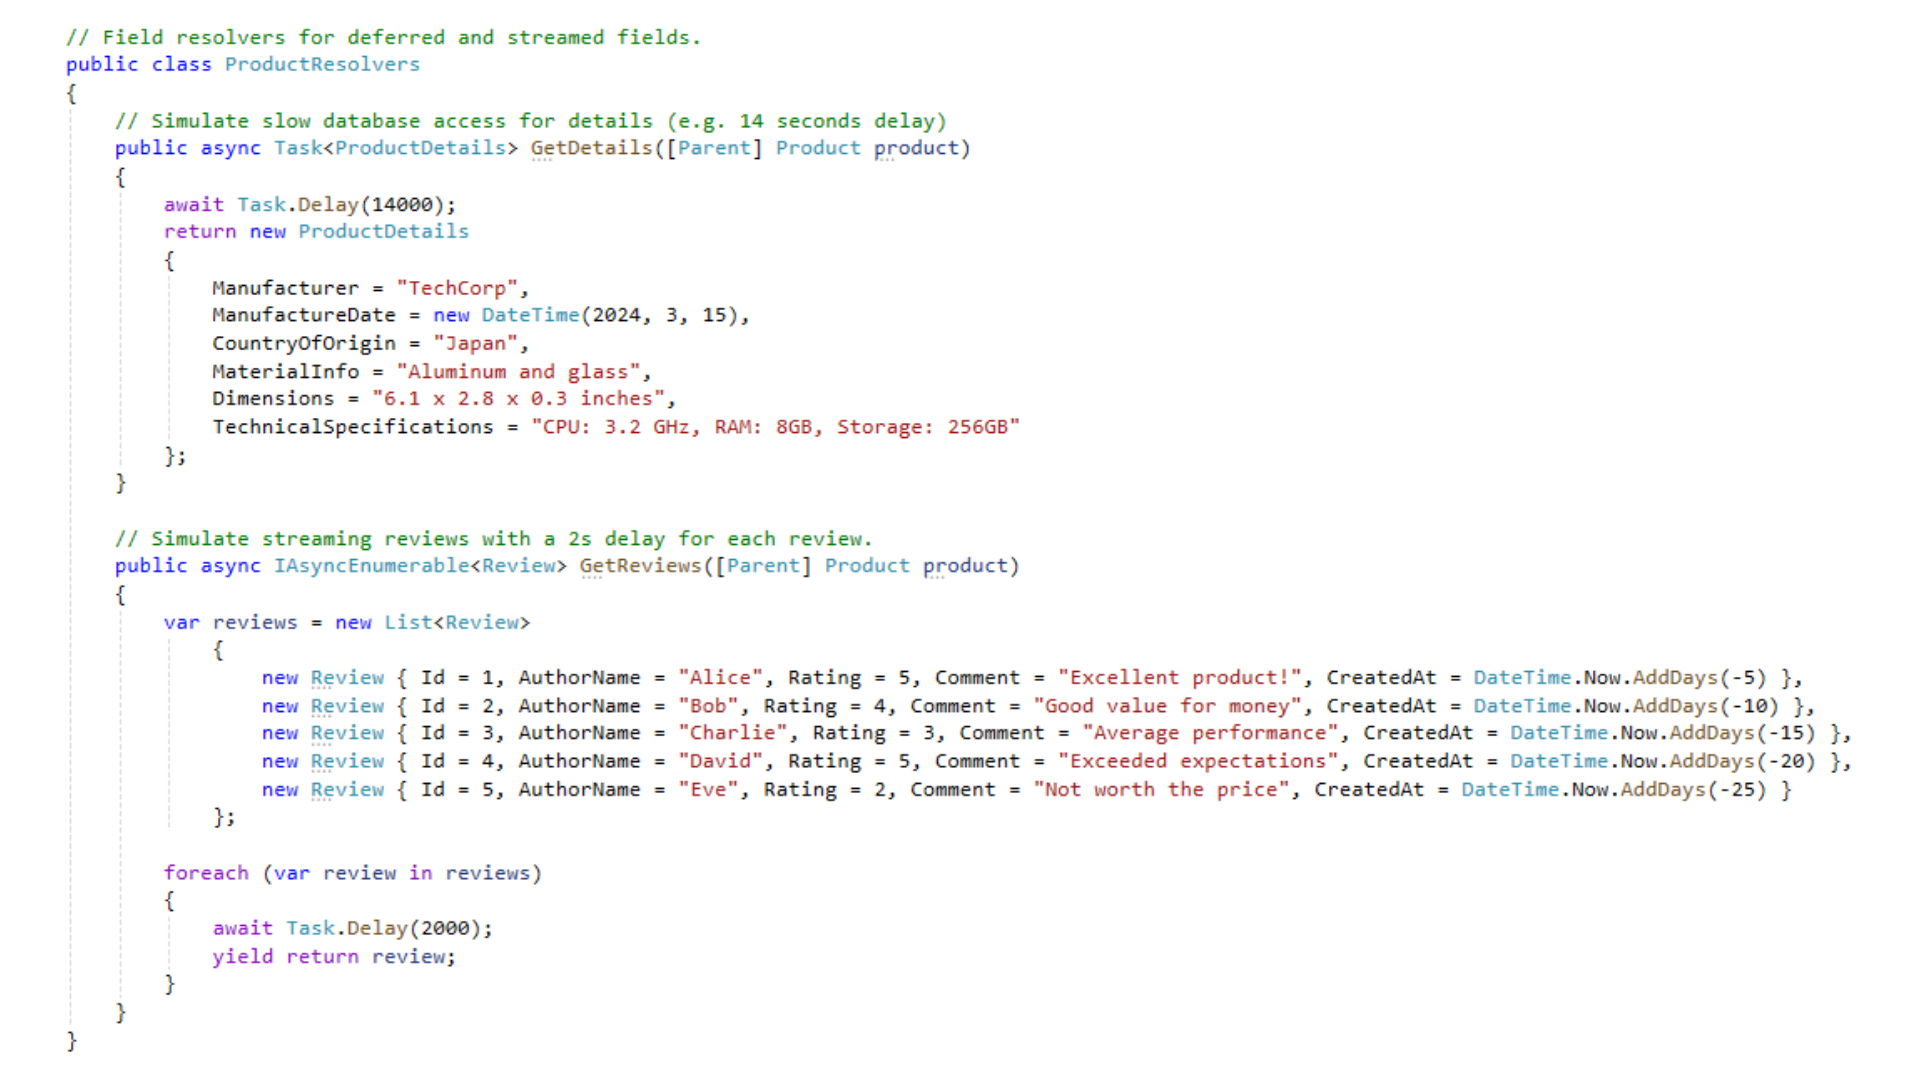 // Field resolvers for deferred and streamed fields.
public class ProductResolvers
{
// Simulate slow database access for details (e.g. 14 seconds delay)
public async Task<ProductDetails> GetDetails([Parent] Product product)
{
await Task.Delay(14000);
return new ProductDetails
{
Manufacturer = "TechCorp",
ManufactureDate = new DateTime(2024, 3, 15),
CountryOfOrigin = "Japan",
MaterialInfo = "Aluminum and glass",
Dimensions = "6.1 x 2.8 x 0.3 inches",
TechnicalSpecifications = "CPU: 3.2 GHz, RAM: 8GB, Storage: 256GB"
};
}
// Simulate streaming reviews with a 2s delay for each review.
public async IAsyncEnumerable<Review> GetReviews([Parent] Product product)
{
var reviews = new List<Review>
{
new Review { Id = 1, AuthorName = "Alice", Rating = 5, Comment = "Excellent product!", CreatedAt = DateTime.Now.AddDays(-5) },
new Review { Id = 2, AuthorName = "Bob", Rating = 4, Comment = "Good value for money", CreatedAt = DateTime.Now.AddDays(-10) },
new Review { Id = 3, AuthorName = "Charlie", Rating = 3, Comment = "Average performance", CreatedAt = DateTime.Now.AddDays(-15) },
new Review { Id = 4, AuthorName = "David", Rating = 5, Comment = "Exceeded expectations", CreatedAt = DateTime.Now.AddDays(-20) },
new Review { Id = 5, AuthorName = "Eve", Rating = 2, Comment = "Not worth the price", CreatedAt = DateTime.Now.AddDays(-25) }
};
foreach (var review in reviews)
{
await Task.Delay(2000);
yield return review;
}
}
}